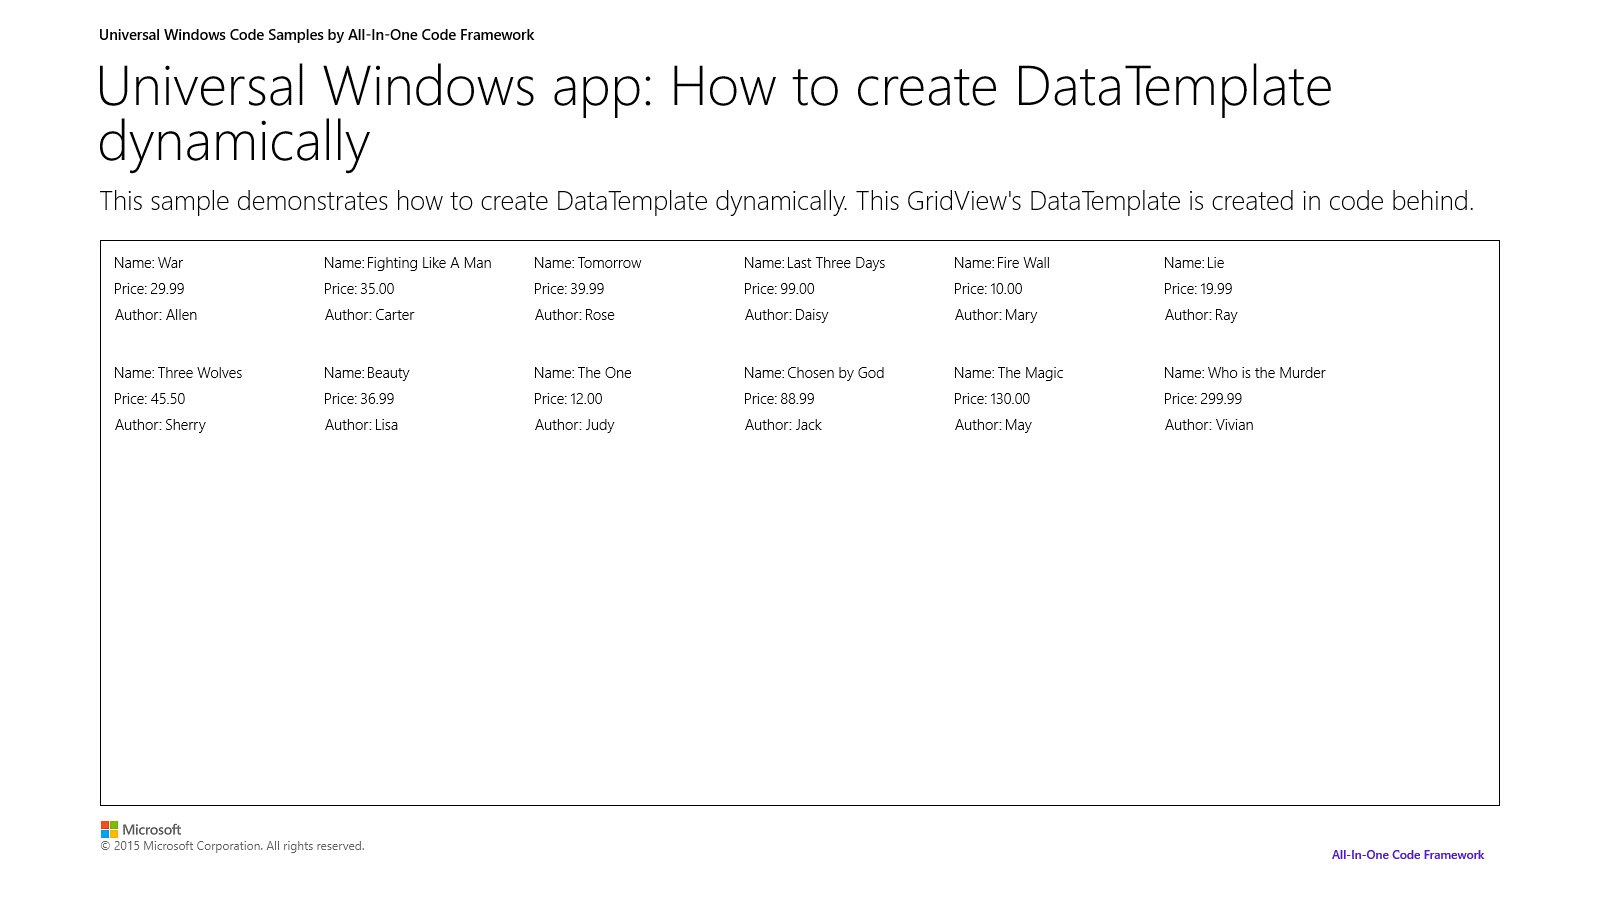 Universal Windows Code Samples by All-In-One Code Framework
Universal Windows app: How to create DataTemplate
dynamically
This sample demonstrates how to create DataTemplate dynamically. This GridView's DataTemplate is created in code behind.
Name: War
Price: 29.99
Author: Allen
Name: Fighting Like A Man
Price: 35.00
Author: Carter
Name: Tomorrow
Price: 39.99
Author: Rose
Name: Last Three Days
Price: 99.00
Author: Daisy
Name: Fire Wall
Price: 10.00
Author: Mary
Name: Lie
Price: 19.99
Author: Ray
Name: Three Wolves
Price: 45.50
Author: Sherry
Name: Beauty
Price: 36.99
Author: Lisa
Name: The One
Price: 12.00
Author: Judy
Name: Chosen by God
Price: 88.99
Author: Jack
Name: The Magic
Price: 130.00
Author: May
Name: Who is the Murder
Price: 299.99
Author: Vivian
Microsoft
© 2015 Microsoft Corporation. All rights reserved.
All-In-One Code Framework